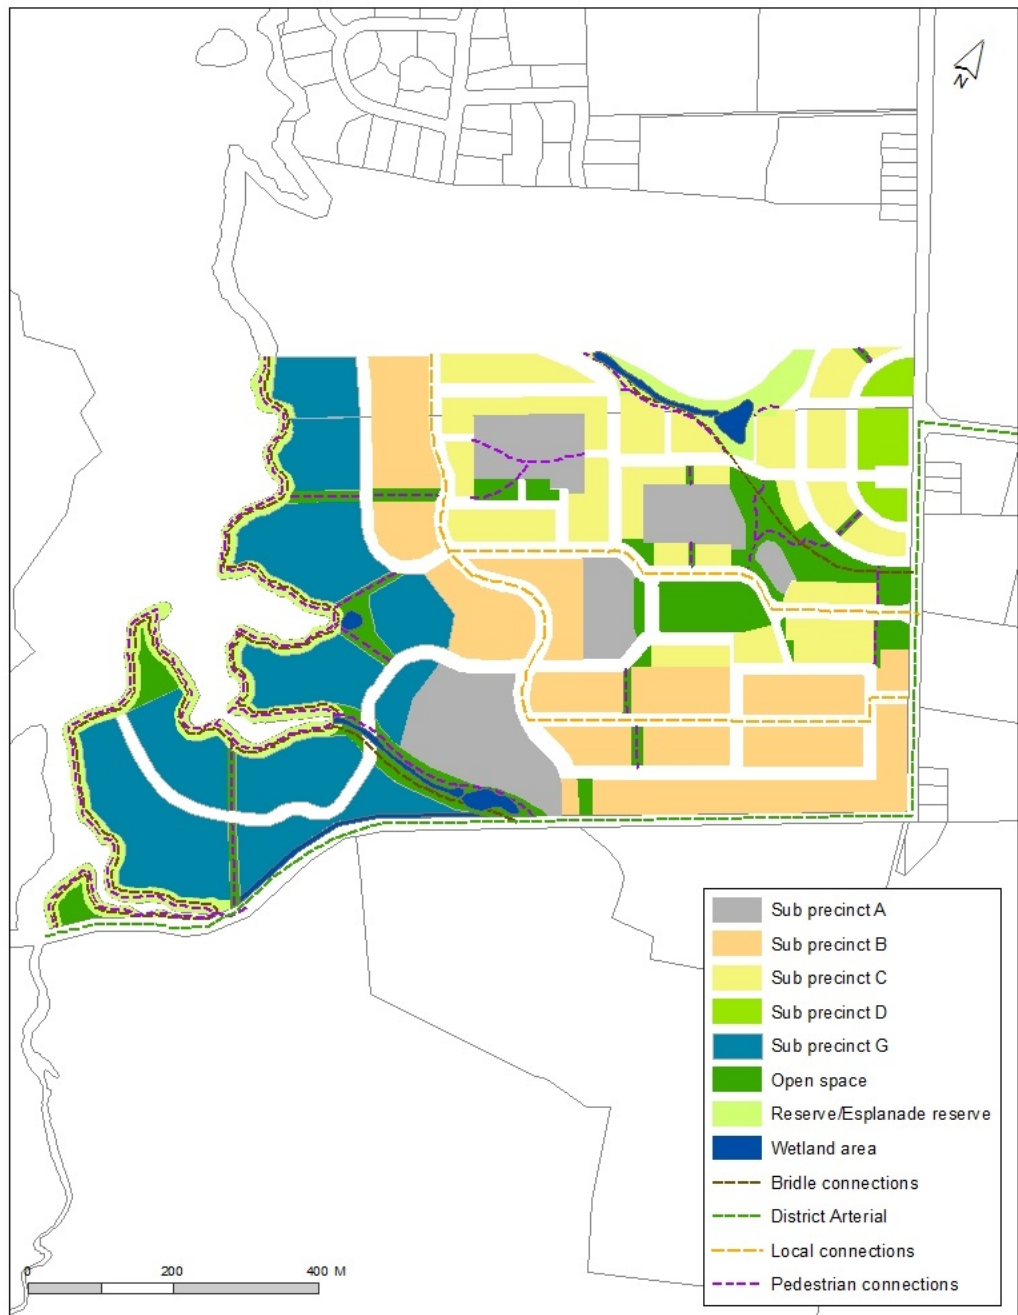 N
Sub precinct A
Sub precinct B
Sub precinct C
Sub precinct D
Sub precinct G
Open space
Reserve/Esplanade reserve
Wetland area
Bridle connections
District Arterial
Local connections
Pedestrian connections
0 200 400 M